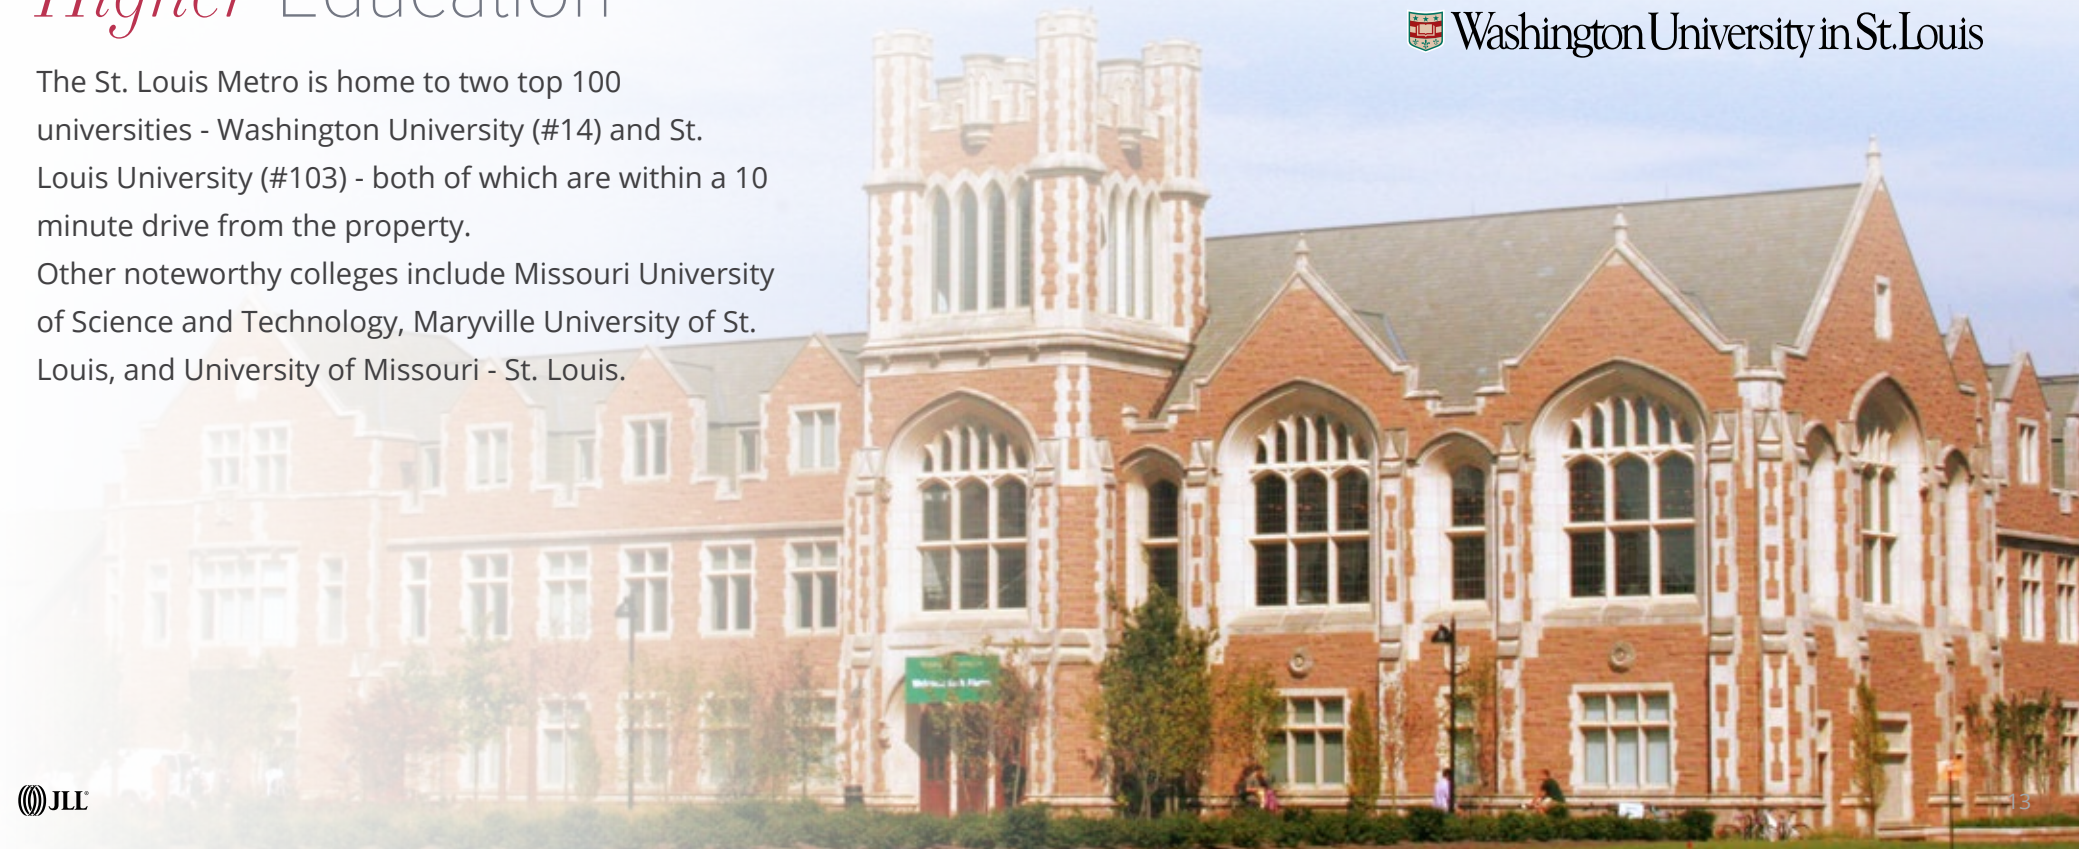 Higher Education
Washington University in St. Louis
The St. Louis Metro is home to two top 100
universities - Washington University (#14) and St.
Louis University (#103) - both of which are within a 10
minute drive from the property.
Other noteworthy colleges include Missouri University
of Science and Technology, Maryville University of St.
Louis, and University of Missouri - St. Louis.
JLL
13